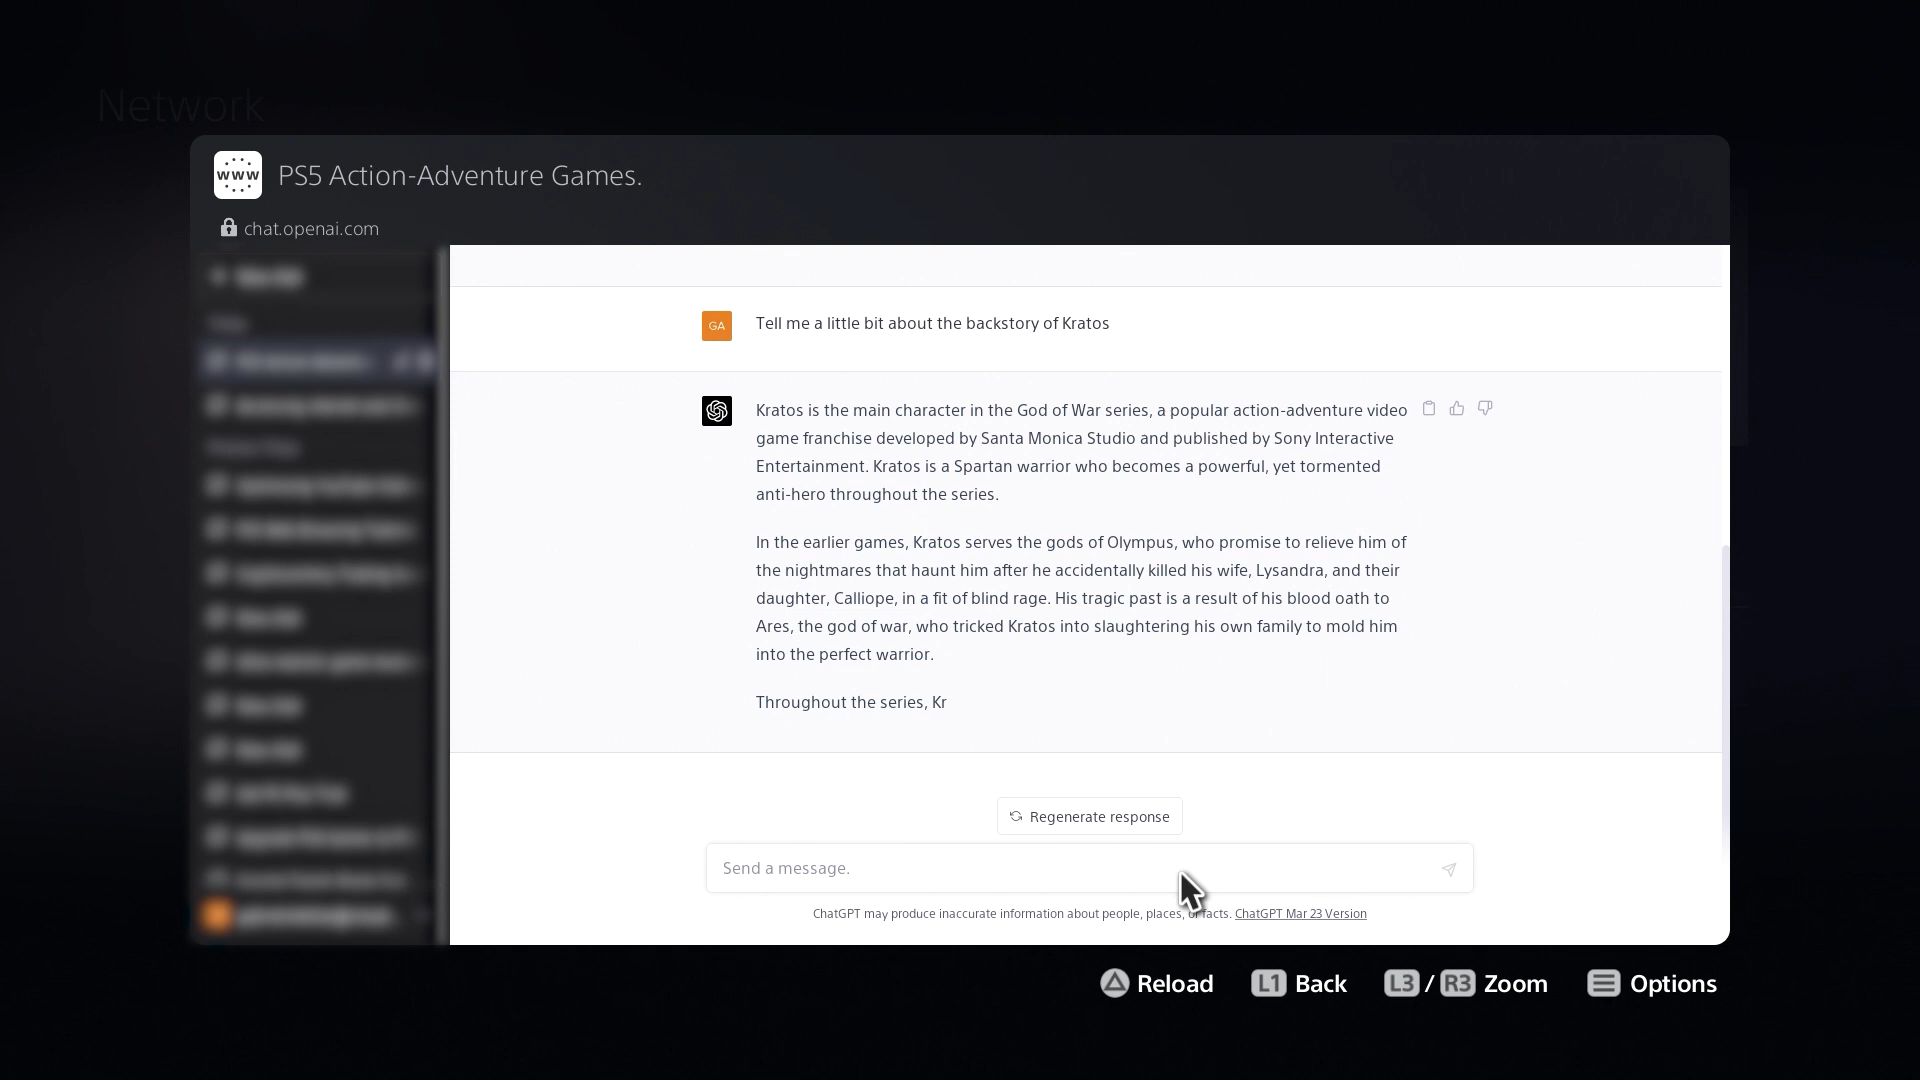 Network
www
PS5 Action-Adventure Games.
chat.openai.com
GA
Tell me a little bit about the backstory of Kratos
Kratos is the main character in the God of War series, a popular action-adventure video
game franchise developed by Santa Monica Studio and published by Sony Interactive
Entertainment. Kratos is a Spartan warrior who becomes a powerful, yet tormented
anti-hero throughout the series.
In the earlier games, Kratos serves the gods of Olympus, who promise to relieve him of
the nightmares that haunt him after he accidentally killed his wife, Lysandra, and their
daughter, Calliope, in a fit of blind rage. His tragic past is a result of his blood oath to
Ares, the god of war, who tricked Kratos into slaughtering his own family to mold him
into the perfect warrior.
Throughout the series, Kr
Regenerate response
Send a message.
ChatGPT may produce inaccurate information about people, places, or facts. ChatGPT Mar 23 Version
Reload L1 Back L3 / R3 Zoom Options